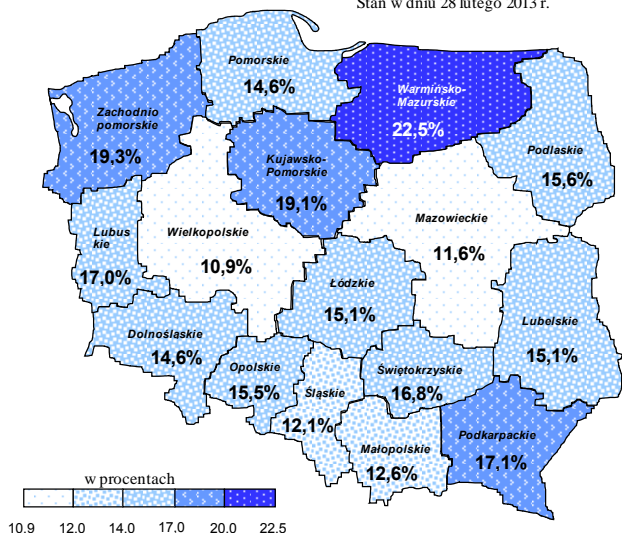 Stan w dniu 28 lutego 2013 r.
Pomorskie
14,6%
Warmińsko-
Mazurskie
22,5%
Zachodnio
pomorskie
19,3%
Kujawsko-
Pomorskie
19,1%
Podlaskie
15,6%
Lubus
kie
17,0%
Wielkopolskie
10,9%
Mazowieckie
11,6%
Łódzkie
15,1%
Lubelskie
15,1%
Dolnośląskie
14,6%
Opolskie
15,5%
Śląskie
12,1%
Świętokrzyskie
16,8%
Małopolskie
12,6%
Podkarpackie
17,1%
w procentach
10.9 12.0 14.0 17.0 20.0 22.5